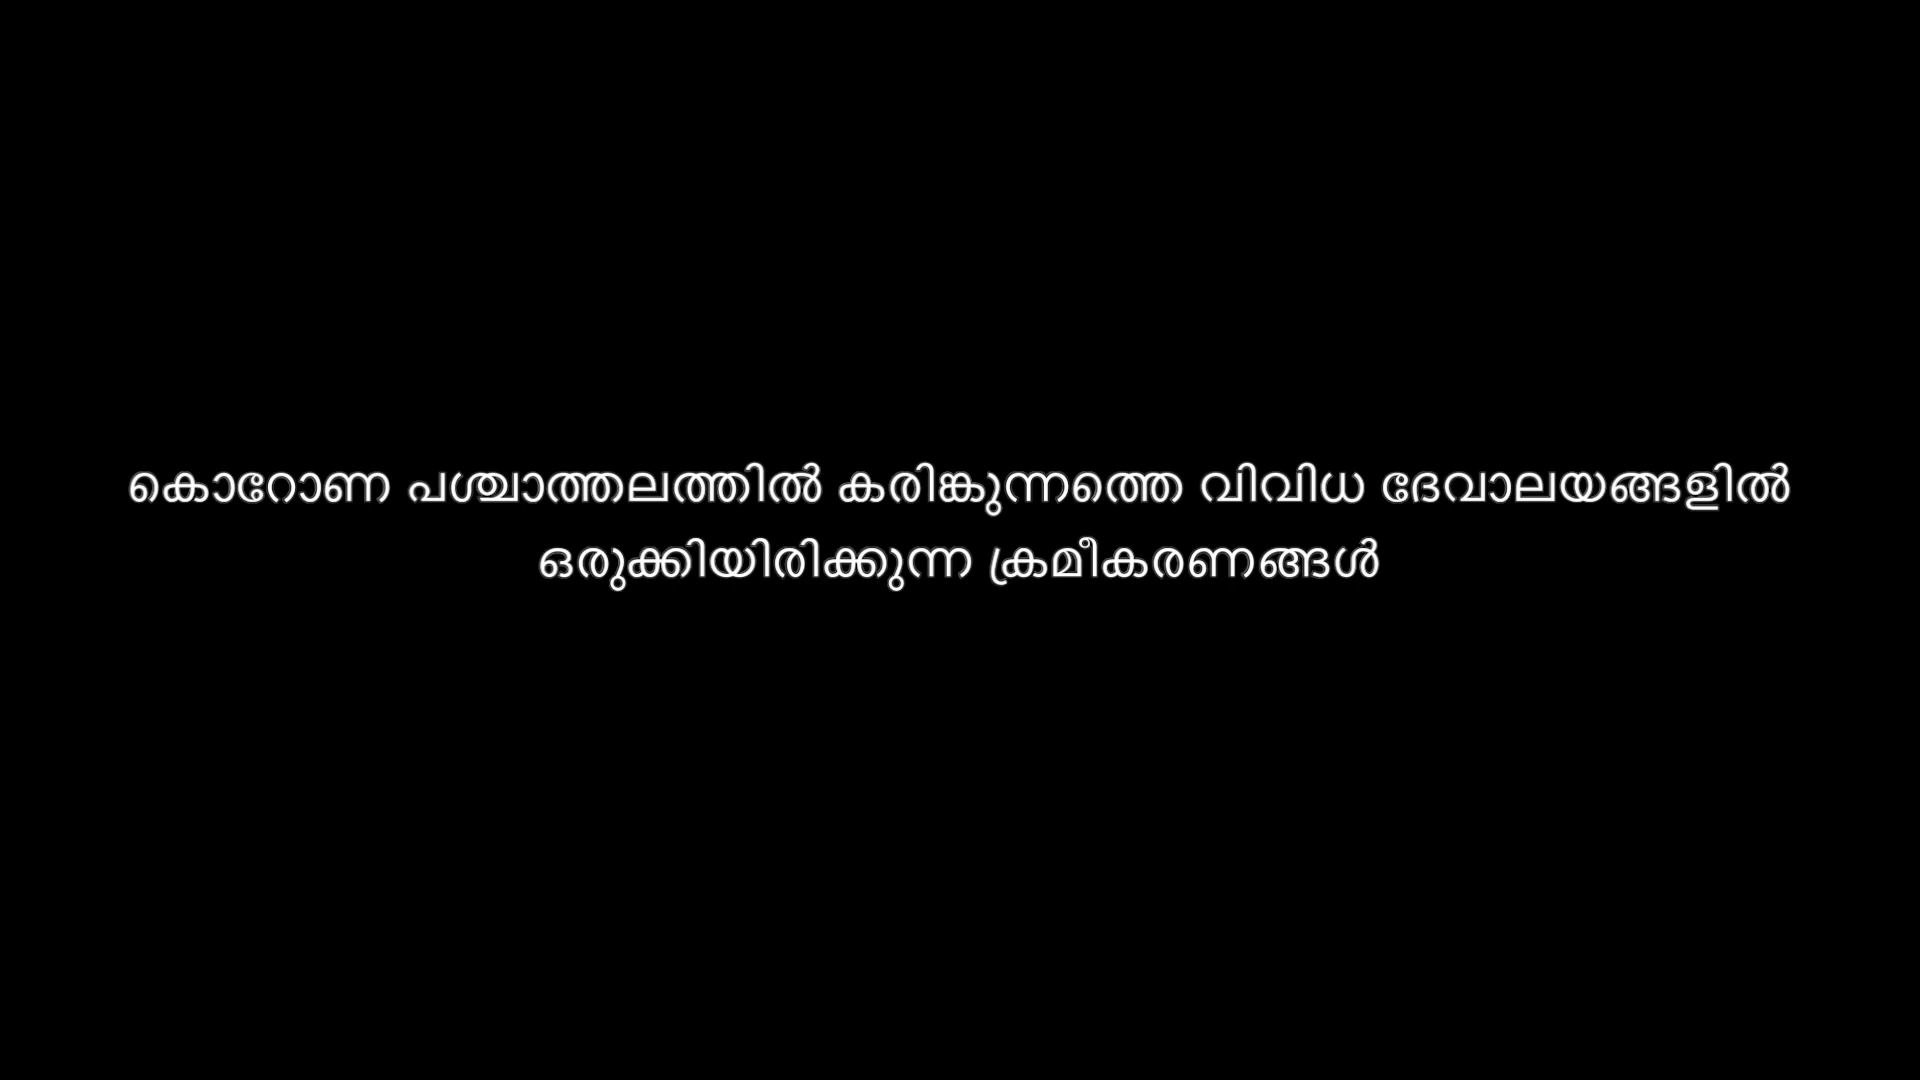 കൊറോണ പശ്ചാത്തലത്തിൽ കരിങ്കുന്നത്തെ വിവിധ ദേവാലയങ്ങളിൽ
ഒരുക്കിയിരിക്കുന്ന ക്രമീകരണങ്ങൾ